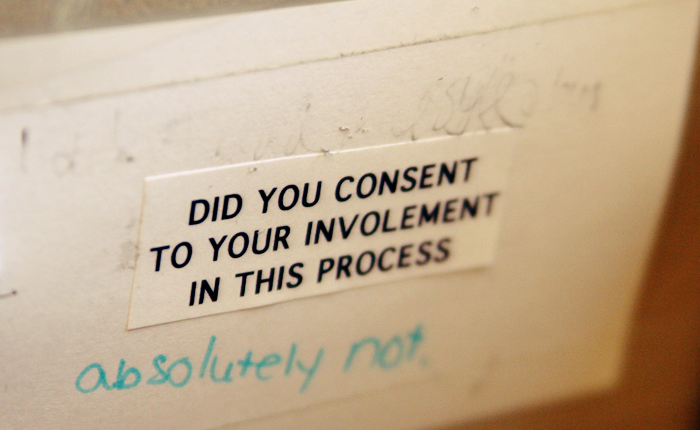 DID YOU CONSENT
TO YOUR INVOLEMENT
IN THIS PROCESS
absolutely not.